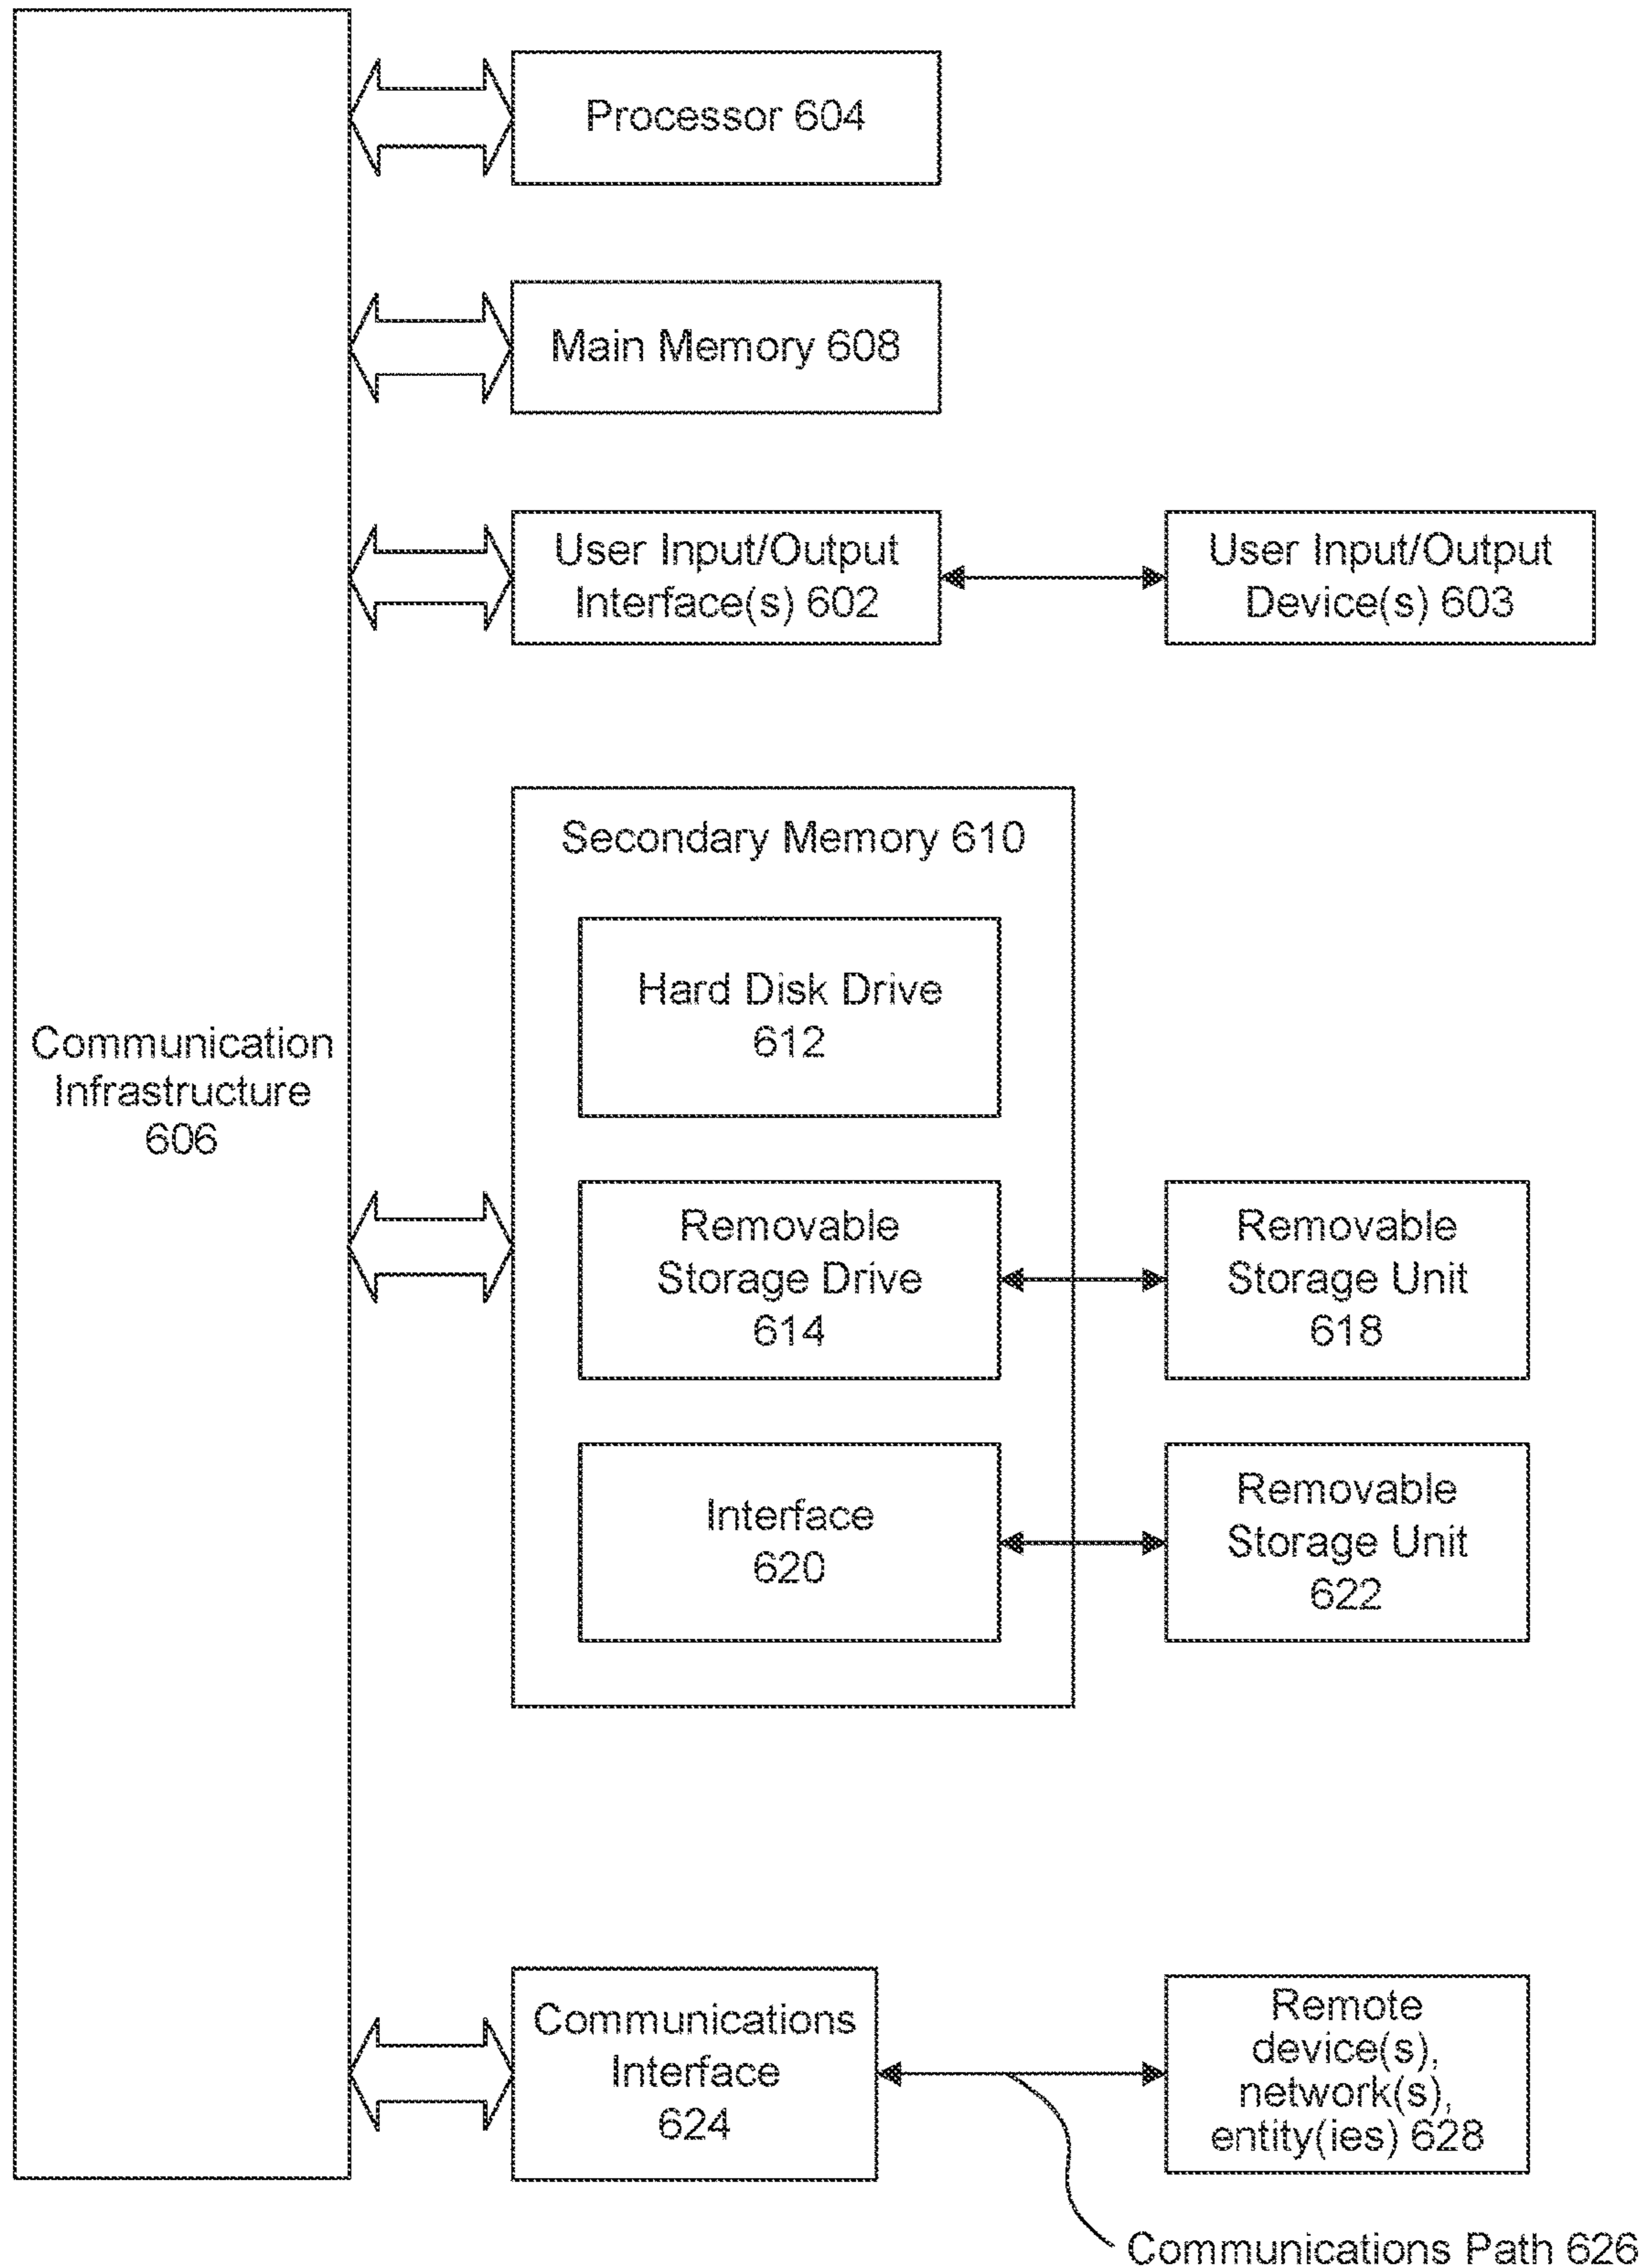 Processor 604
Main Memory 608
User Input/Output
Interface(s) 602
User Input/Output
Device(s) 603
Secondary Memory 610
Hard Disk Drive
612
Communication
Infrastructure
606
Removable
Storage Drive
614
Removable
Storage Unit
618
Interface
620
Removable
Storage Unit
622
Communications
Interface
624
Remote
device(s),
network(s),
entity(ies) 628
Communications Path 626